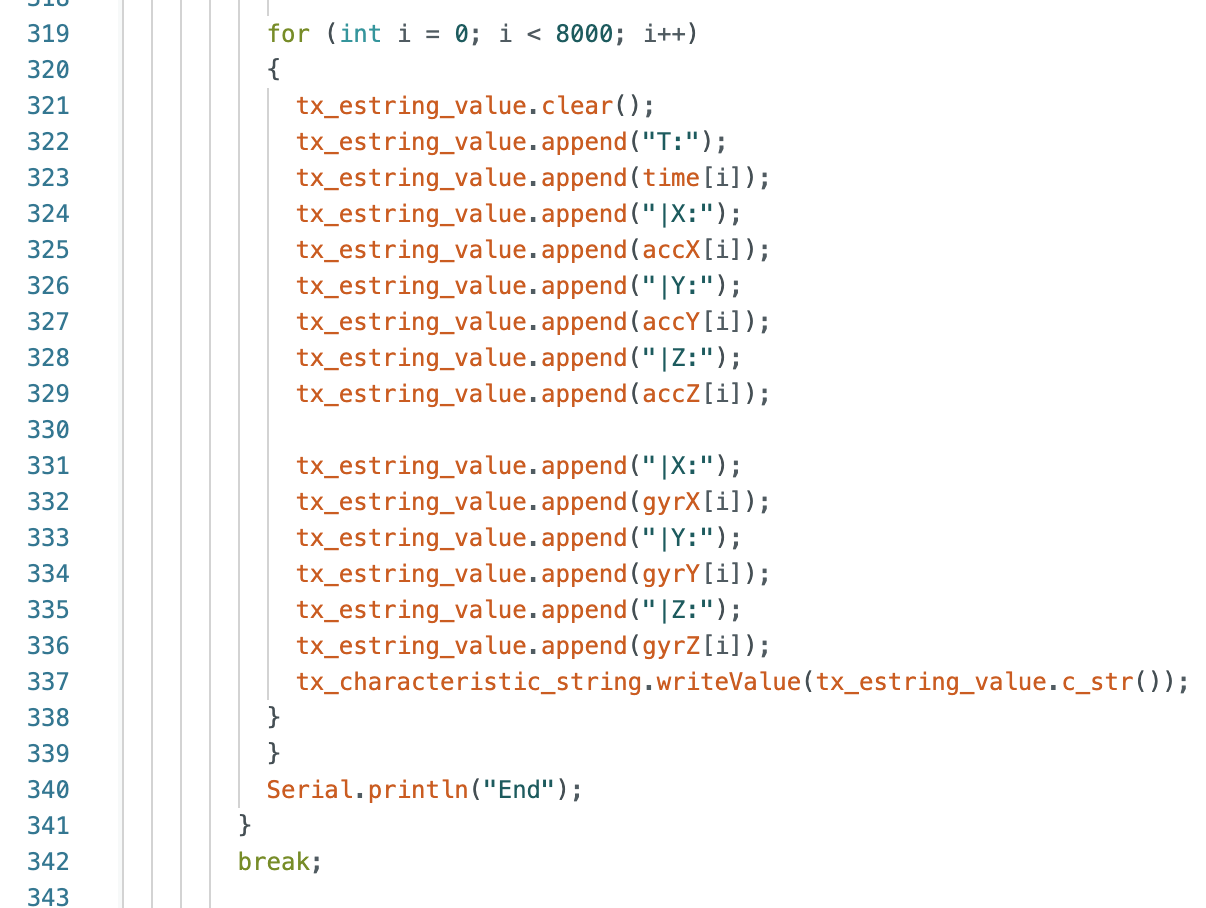 318
319 for (int i = 0; i < 8000; i++)
320 {
321 tx_estring_value.clear();
322 tx_estring_value.append("T:");
323 tx_estring_value.append(time[i]);
324 tx_estring_value.append("|X:");
325 tx_estring_value.append(accX[i]);
326 tx_estring_value.append("|Y:");
327 tx_estring_value.append(accY[i]);
328 tx_estring_value.append("|Z:");
329 tx_estring_value.append(accZ[i]);
330
331 tx_estring_value.append("|X:");
332 tx_estring_value.append(gyrX[i]);
333 tx_estring_value.append("|Y:");
334 tx_estring_value.append(gyrY[i]);
335 tx_estring_value.append("|Z:");
336 tx_estring_value.append(gyrZ[i]);
337 tx_characteristic_string.writeValue(tx_estring_value.c_str());
338 }
339 }
340 Serial.println("End");
341 }
342 break;
343